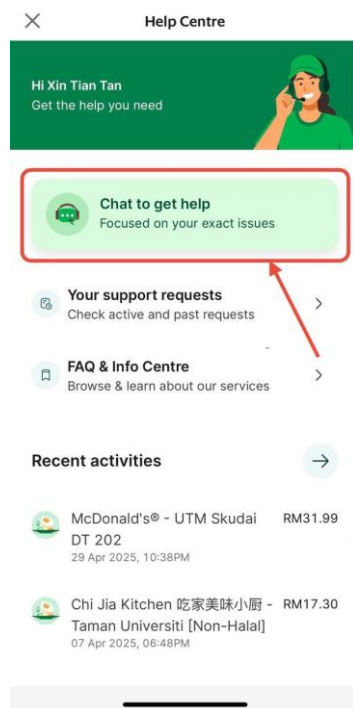 Help Centre
Hi Xin Tian Tan
Get the help you need
Chat to get help
Focused on your exact issues
Your support requests
Check active and past requests
FAQ & Info Centre
Browse & learn about our services
Recent activities
McDonald's® - UTM Skudai RM31.99
DT 202
29 Apr 2025, 10:38PM
Chi Jia Kitchen 吃家美味小厨 - RM17.30
Taman Universiti [Non-Halal]
07 Apr 2025, 06:48PM